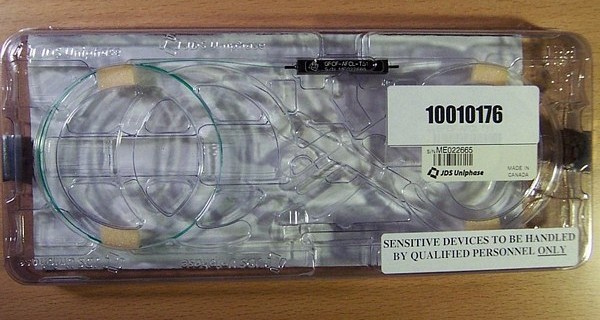 JDS Uniphase
JDS Uniphase
10010176
S/N ME022665
JDS Uniphase
MADE IN
CANADA
SENSITIVE DEVICES TO BE HANDLED
BY QUALIFIED PERSONNEL ONLY